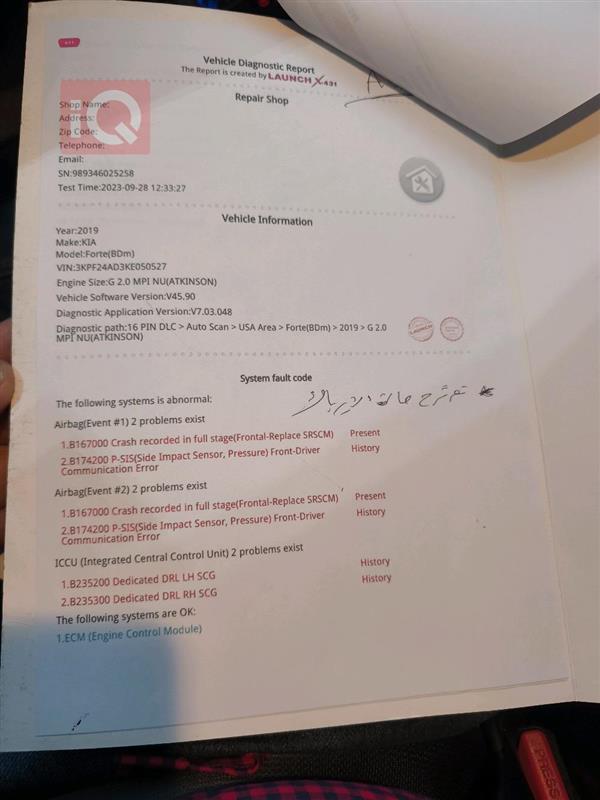 Vehicle Diagnostic Report
The Report is created by LAUNCH X431
iQ
Repair Shop
Shop Name:
Address:
Zip Code:
Telephone:
Email:
SN:989346025258
Test Time:2023-09-28 12:33:27
Vehicle Information
Year:2019
Make:KIA
Model:Forte(BDm)
VIN:3KPF24AD3KE050527
Engine Size:G 2.0 MPI NU(ATKINSON)
Vehicle Software Version:V45.90
Diagnostic Application Version:V7.03.048
Diagnostic path:16 PIN DLC > Auto Scan > USA Area > Forte(BDm) > 2019 > G 2.0
MPI NU(ATKINSON)
LAUNCH
System fault code
The following systems is abnormal:
تم شرح حالة الايرباك
Airbag(Event #1) 2 problems exist
1.B167000 Crash recorded in full stage(Frontal-Replace SRSCM) Present
2.B174200 P-SIS(Side Impact Sensor, Pressure) Front-Driver History
Communication Error
Airbag(Event #2) 2 problems exist
1.B167000 Crash recorded in full stage(Frontal-Replace SRSCM) Present
2.B174200 P-SIS(Side Impact Sensor, Pressure) Front-Driver History
Communication Error
ICCU (Integrated Central Control Unit) 2 problems exist
1.B235200 Dedicated DRL LH SCG History
2.B235300 Dedicated DRL RH SCG History
The following systems are OK:
1.ECM (Engine Control Module)
PRESS